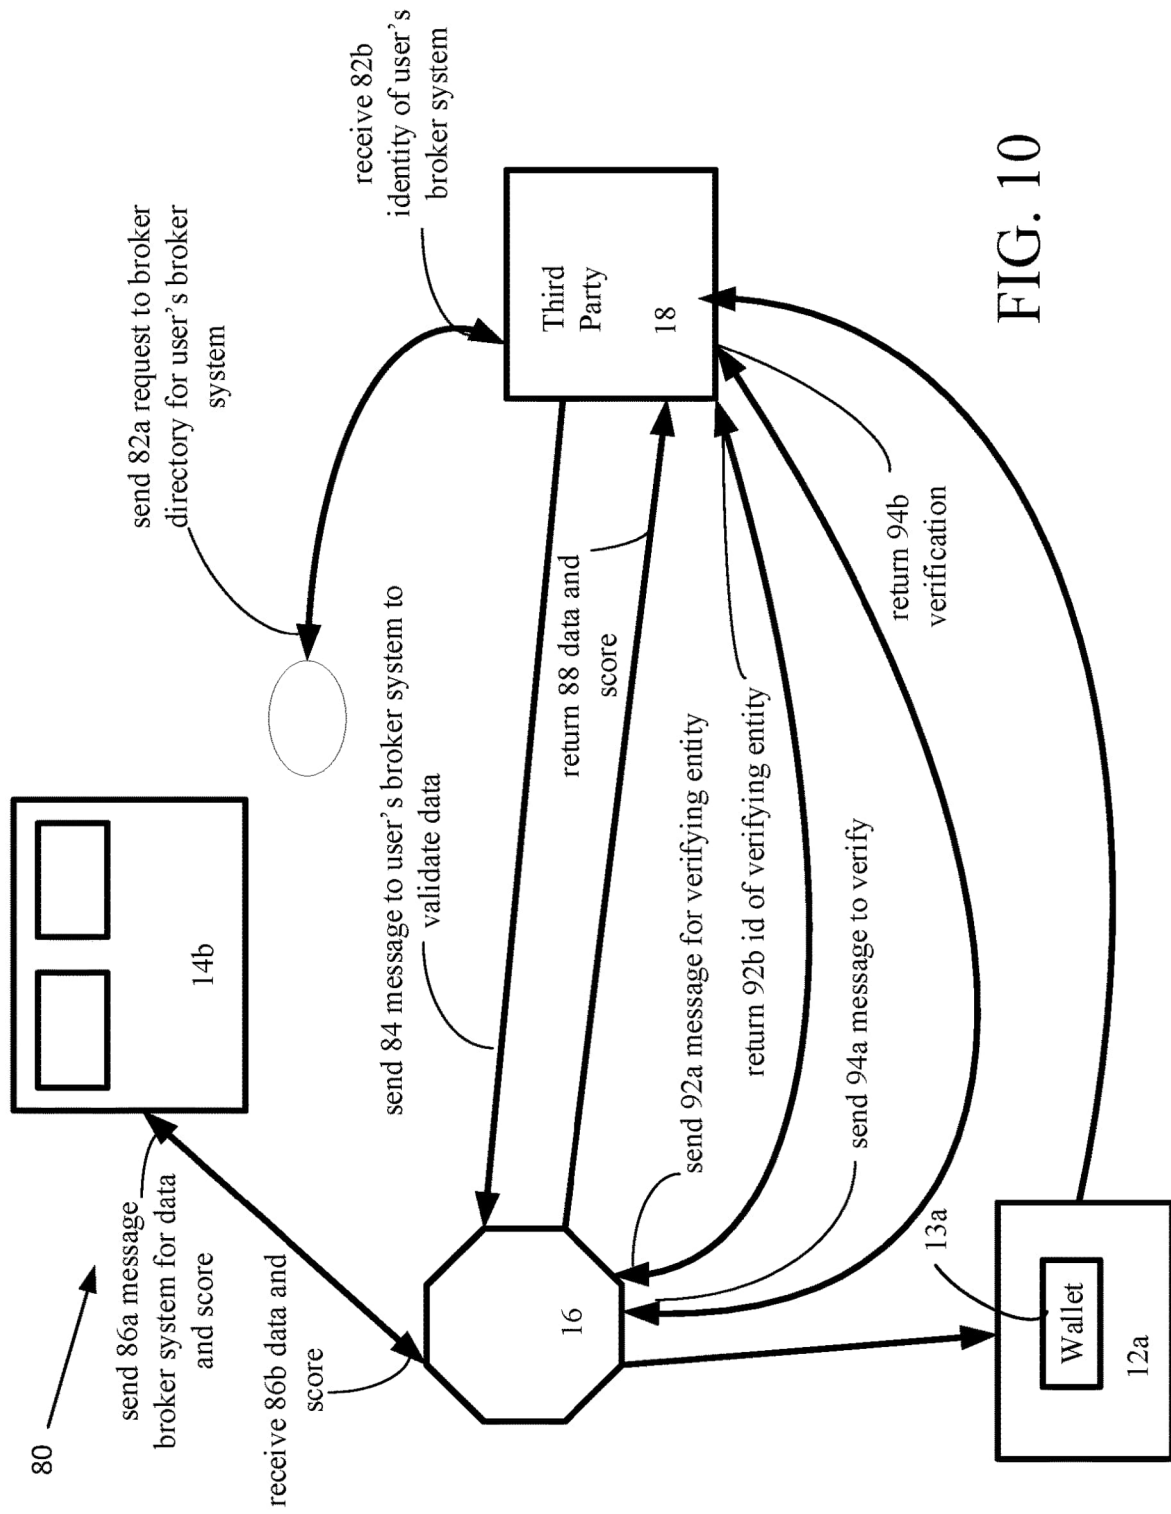 80
send 86a message
broker system for data
and score
receive 86b data and
score
14b
send 82a request to broker
directory for user's broker
system
receive 82b
identity of user's
broker system
send 84 message to user's broker system to
validate data
return 88 data and
score
Third
Party
18
16
send 92a message for verifying entity
return 92b id of verifying entity
send 94a message to verify
return 94b
verification
13a
Wallet
12a
FIG. 10